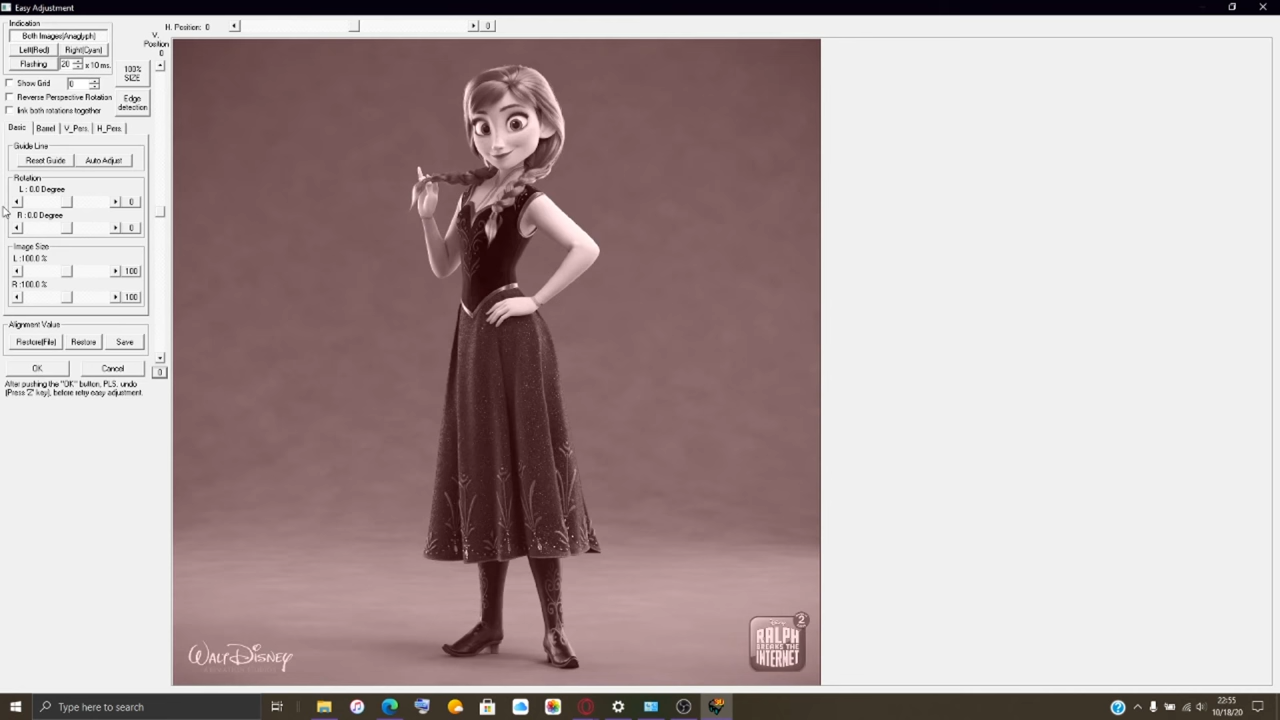 Easy Adjustment
Indication
Both Images(Anaglyph)
Left(Red) Right(Cyan)
Flashing 20 x 10 ms.
V. Position
0
H. Position: 0
0
100% SIZE
Show Grid 0
Reverse Perspective Rotation
link both rotations together
Edge detection
Basic Barrel V_Pers. H_Pers.
Guide Line
Reset Guide Auto Adjust
Rotation
L : 0.0 Degree
0
R : 0.0 Degree
0
Image Size
L :100.0 %
100
R :100.0 %
100
Alignment Value
Restore(File) Restore Save
OK Cancel
0
After pushing the "OK" button, PLS, undo
(Press 'Z' key), before retry easy adjustment.
WALT DISNEY
Disney
RALPH
BREAKS THE
INTERNET
2
Type here to search
22:55
10/18/20